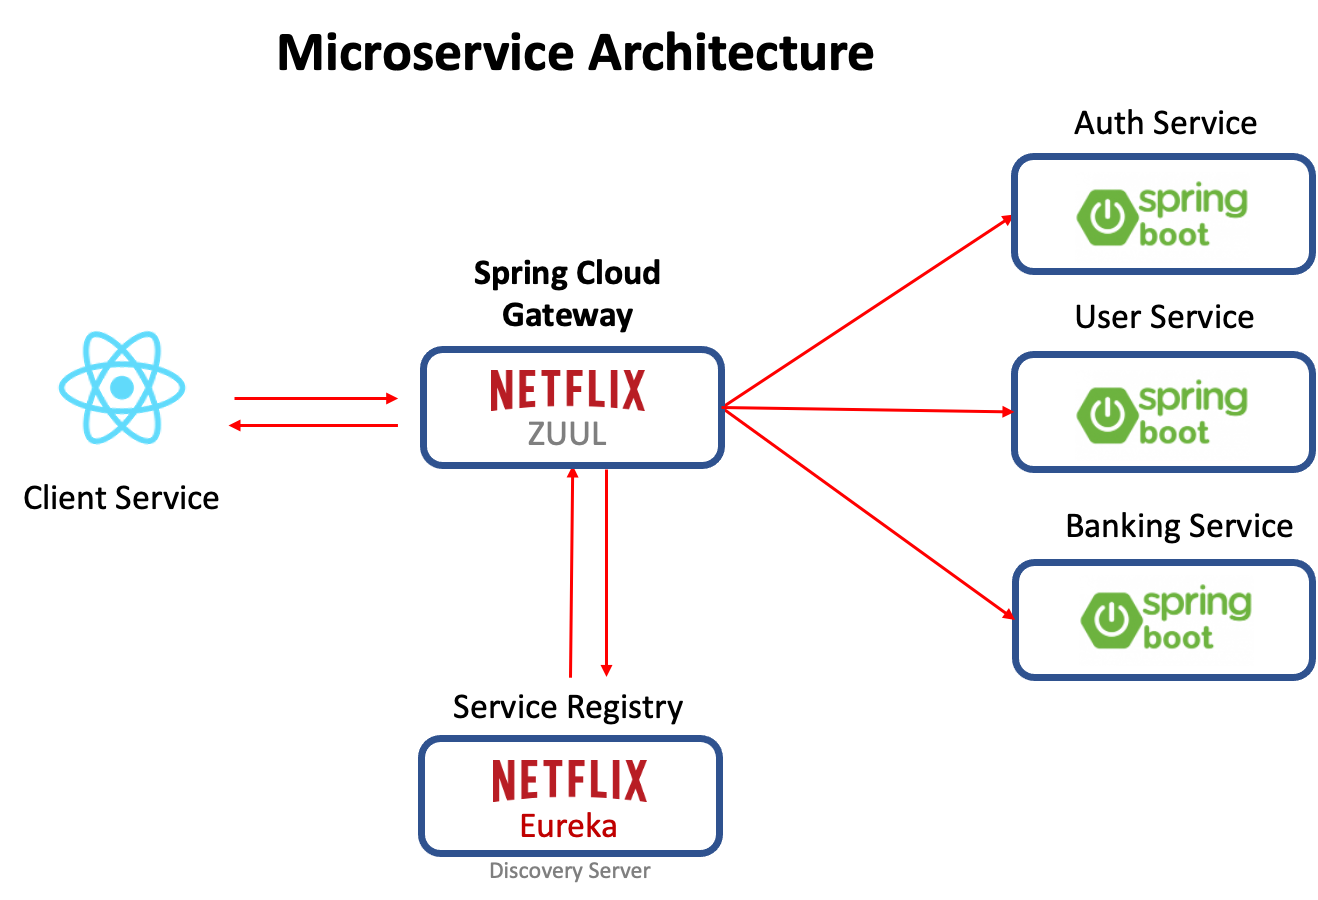 Microservice Architecture
Auth Service
spring
boot
Spring Cloud
Gateway
NETFLIX
ZUUL
User Service
spring
boot
Client Service
Banking Service
spring
boot
Service Registry
NETFLIX
Eureka
Discovery Server